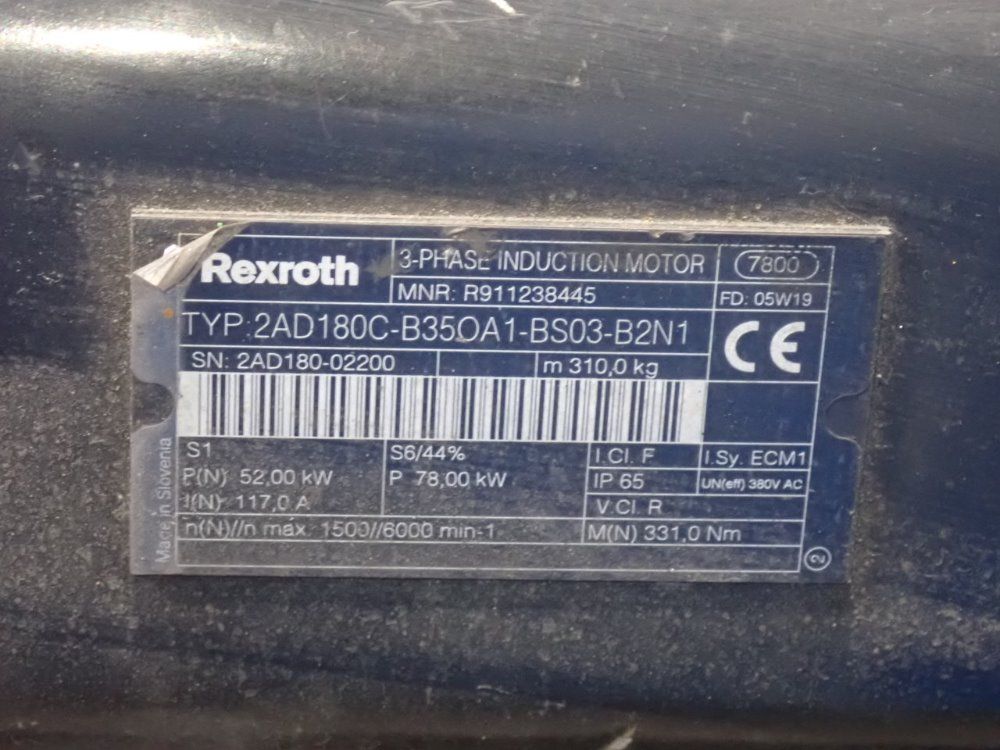 Rexroth
3-PHASE INDUCTION MOTOR
7800
MNR: R911238445
FD: 05W19
TYP:2AD180C-B35OA1-BS03-B2N1
CE
SN: 2AD180-02200
m 310,0 kg
S1
S6/44%
I.Cl. F
I.Sy. ECM1
P(N) 52,00 kW
P 78,00 kW
IP 65
UN(eff) 380V AC
I(N) 117,0 A
V.Cl. R
n(N)//n max 1500//6000 min-1
M(N) 331,0 Nm
Made in Slovenia
2